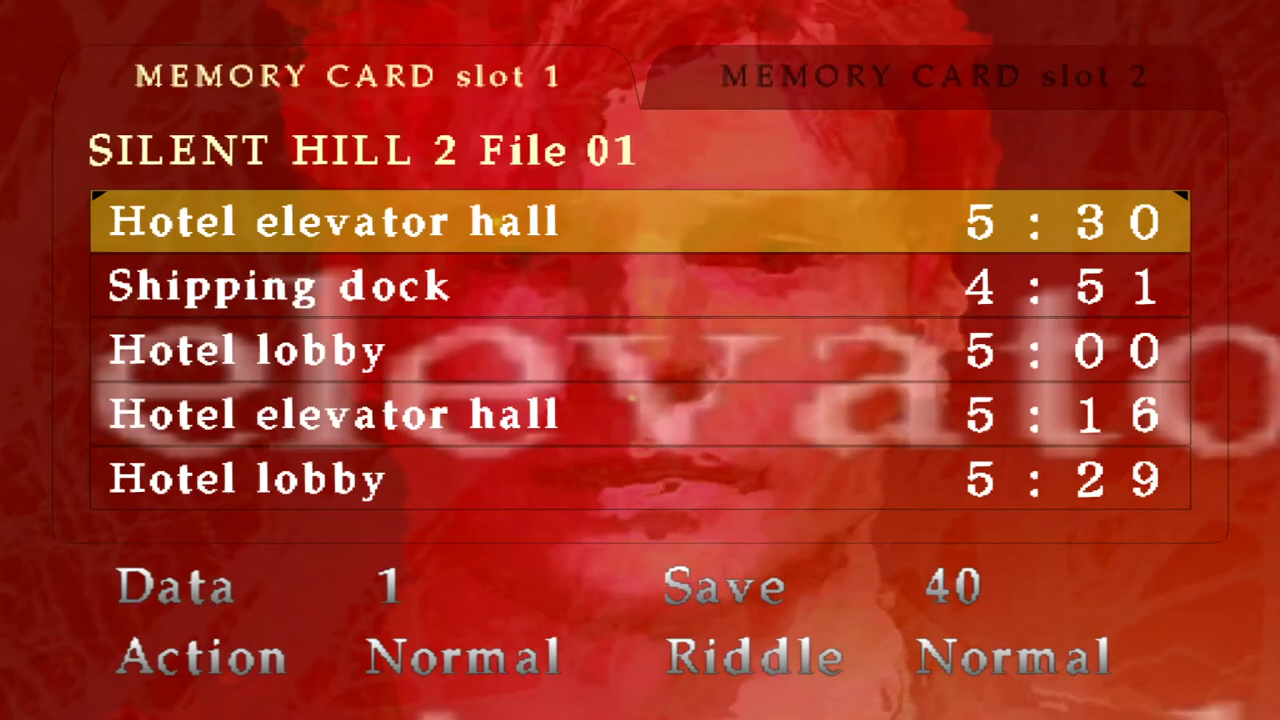 MEMORY CARD slot 1 MEMORY CARD slot 2
SILENT HILL 2 File 01
Hotel elevator hall 5 : 30
Shipping dock 4 : 51
Hotel lobby 5 : 00
Hotel elevator hall 5 : 16
Hotel lobby 5 : 29
elevato
Data 1 Save 40
Action Normal Riddle Normal